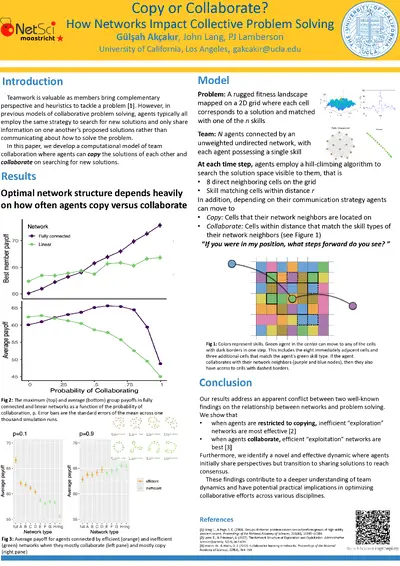 Copy or Collaborate?
How Networks Impact Collective Problem Solving
Gülşah Akçakır, John Lang, PJ Lamberson
University of California, Los Angeles, gakcakir@ucla.edu
NetSci
maastricht
UCLA
Introduction
Teamwork is valuable as members bring complementary
perspective and heuristics to tackle a problem [1]. However, in
previous models of collaborative problem solving, agents typically all
employ the same strategy to search for new solutions and only share
information on one another's proposed solutions rather than
communicating about how to solve the problem.
In this paper, we develop a computational model of team
collaboration where agents can copy the solutions of each other and
collaborate on searching for new solutions.
Results
Optimal network structure depends heavily
on how often agents copy versus collaborate
Network
Fully connected
Linear
Best member payoff
Average payoff
Probability of Collaborating
Fig 2: The maximum (top) and average (bottom) group payoffs in fully
connected and linear networks as a function of the probability of
collaboration, p. Error bars are the standard errors of the mean across one
thousand simulation runs.
p=0.1
p=0.9
Average payoff
Network type
Network type
efficient
inefficient
Fig 3: Average payoff for agents connected by efficient (orange) and inefficient
(green) networks when they mostly collaborate (left pane) and mostly copy
(right pane)
Model
Problem: A rugged fitness landscape
mapped on a 2D grid where each cell
corresponds to a solution and matched
with one of the n skills
Team: N agents connected by an
unweighted undirected network, with
each agent possessing a single skill
At each time step, agents employ a hill-climbing algorithm to
search the solution space visible to them, that is
• 8 direct neighboring cells on the grid
• Skill matching cells within distance r
In addition, depending on their communication strategy agents
can move to
• Copy: Cells that their network neighbors are located on
• Collaborate: Cells within distance that match the skill types of
their network neighbors (see Figure 1)
"If you were in my position, what steps forward do you see? "
Fig 1: Colors represent skills. Green agent in the center can move to any of the cells
with dark borders in one step. This includes the eight immediately adjacent cells and
three additional cells that match the agent's green skill type. If the agent
collaborates with their network neighbors (purple and blue nodes), then they also
have access to cells with dashed borders.
Conclusion
Our results address an apparent conflict between two well-known
findings on the relationship between networks and problem solving.
We show that
• when agents are restricted to copying, inefficient "exploration"
networks are most effective [2]
• when agents collaborate, efficient "exploitation" networks are
best [3]
Furthermore, we identify a novel and effective dynamic where agents
initially share perspectives but transition to sharing solutions to reach
consensus.
These findings contribute to a deeper understanding of team
dynamics and have potential practical implications in optimizing
collaborative efforts across various disciplines.
References